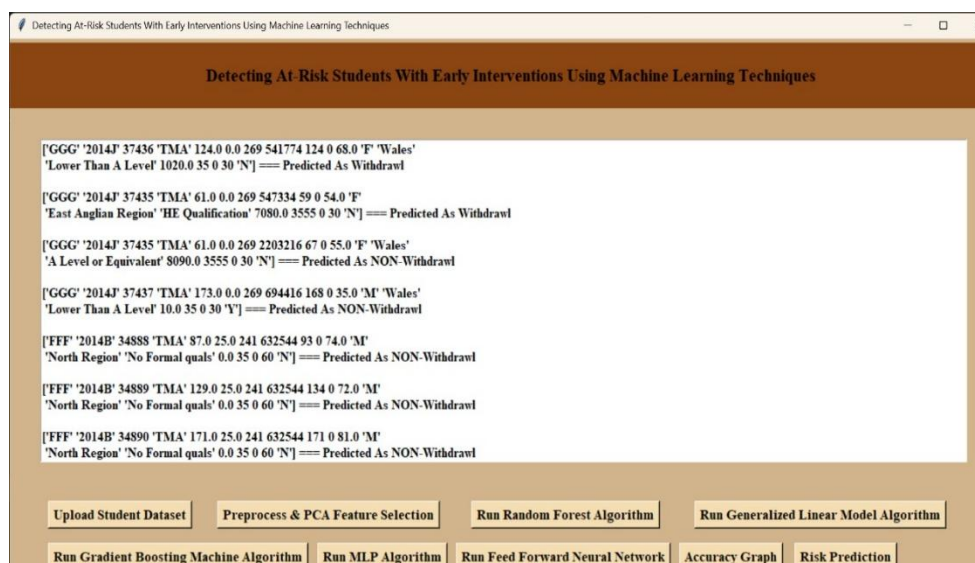 Detecting At-Risk Students With Early Interventions Using Machine Learning Techniques
Detecting At-Risk Students With Early Interventions Using Machine Learning Techniques
['GGG' '2014J' 37436 'TMA' 124.0 0.0 269 541774 124 0 68.0 'F' 'Wales'
'Lower Than A Level' 1020.0 35 0 30 'N'] === Predicted As Withdrawl
['GGG' '2014J' 37435 'TMA' 61.0 0.0 269 547334 59 0 54.0 'F'
'East Anglian Region' 'HE Qualification' 7080.0 3555 0 30 'N'] === Predicted As Withdrawl
['GGG' '2014J' 37435 'TMA' 61.0 0.0 269 2203216 67 0 55.0 'F' 'Wales'
'A Level or Equivalent' 8090.0 3555 0 30 'N'] === Predicted As NON-Withdrawl
['GGG' '2014J' 37437 'TMA' 173.0 0.0 269 694416 168 0 35.0 'M' 'Wales'
'Lower Than A Level' 10.0 35 0 30 'Y'] === Predicted As NON-Withdrawl
['FFF' '2014B' 34888 'TMA' 87.0 25.0 241 632544 93 0 74.0 'M'
'North Region' 'No Formal quals' 0.0 35 0 60 'N'] === Predicted As NON-Withdrawl
['FFF' '2014B' 34889 'TMA' 129.0 25.0 241 632544 134 0 72.0 'M'
'North Region' 'No Formal quals' 0.0 35 0 60 'N'] === Predicted As NON-Withdrawl
['FFF' '2014B' 34890 'TMA' 171.0 25.0 241 632544 171 0 81.0 'M'
'North Region' 'No Formal quals' 0.0 35 0 60 'N'] === Predicted As NON-Withdrawl
Upload Student Dataset Preprocess & PCA Feature Selection Run Random Forest Algorithm Run Generalized Linear Model Algorithm
Run Gradient Boosting Machine Algorithm Run MLP Algorithm Run Feed Forward Neural Network Accuracy Graph Risk Prediction